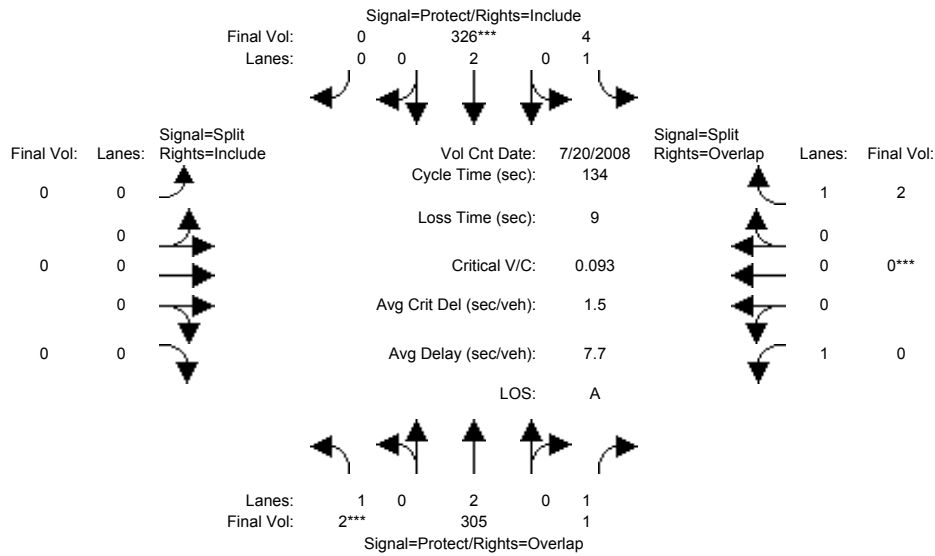 Signal=Protect/Rights=Include
Final Vol: 0 326*** 4
Lanes: 0 0 2 0 1
Signal=Split Signal=Split
Final Vol: Lanes: Rights=Include Vol Cnt Date: 7/20/2008 Rights=Overlap Lanes: Final Vol:
Cycle Time (sec): 134
0 0 1 2
Loss Time (sec): 9
0 0
0 0 Critical V/C: 0.093 0 0***
0 Avg Crit Del (sec/veh): 1.5 0
0 0 Avg Delay (sec/veh): 7.7 1 0
LOS: A
Lanes: 1 0 2 0 1
Final Vol: 2*** 305 1
Signal=Protect/Rights=Overlap